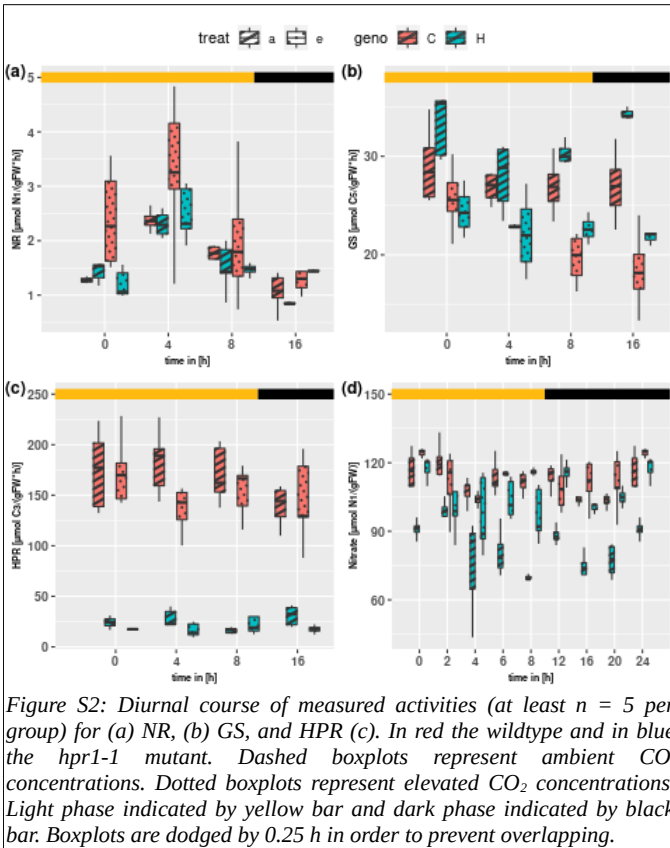 treat a e geno C H
(a)
NR [µmol N₁/(gFW*h)]
5
4
3
2
1
0 4 8 16
time in [h]
(b)
GS [µmol C₅/(gFW*h)]
30
20
0 4 8 16
time in [h]
(c)
HPR [µmol C₃/(gFW*h)]
250
200
150
100
50
0
0 4 8 16
time in [h]
(d)
Nitrate [µmol N₁/(gFW)]
150
120
90
60
0 2 4 6 8 12 16 20 24
time in [h]
Figure S2: Diurnal course of measured activities (at least n = 5 per
group) for (a) NR, (b) GS, and HPR (c). In red the wildtype and in blue
the hpr1-1 mutant. Dashed boxplots represent ambient CO
concentrations. Dotted boxplots represent elevated CO₂ concentrations
Light phase indicated by yellow bar and dark phase indicated by black
bar. Boxplots are dodged by 0.25 h in order to prevent overlapping.